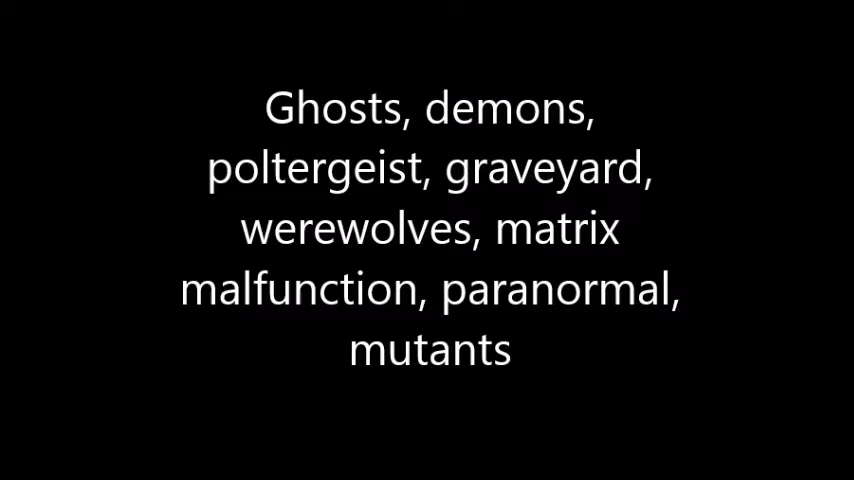 Ghosts, demons,
poltergeist, graveyard,
werewolves, matrix
malfunction, paranormal,
mutants